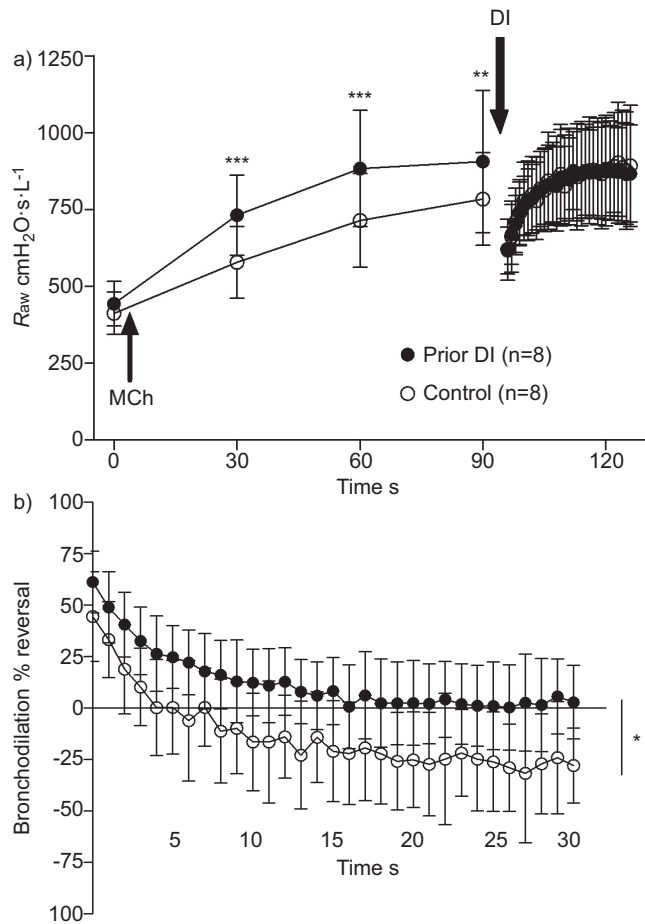 DI
a)
1250
1000
750
500
250
0
Raw cmH2O·s·L-1
***
***
**
MCh
Prior DI (n=8)
Control (n=8)
0 30 60 90 120
Time s
b)
100
75
50
25
0
-25
-50
-75
100
Bronchodilation % reversal
*
5 10 15 20 25 30
Time s